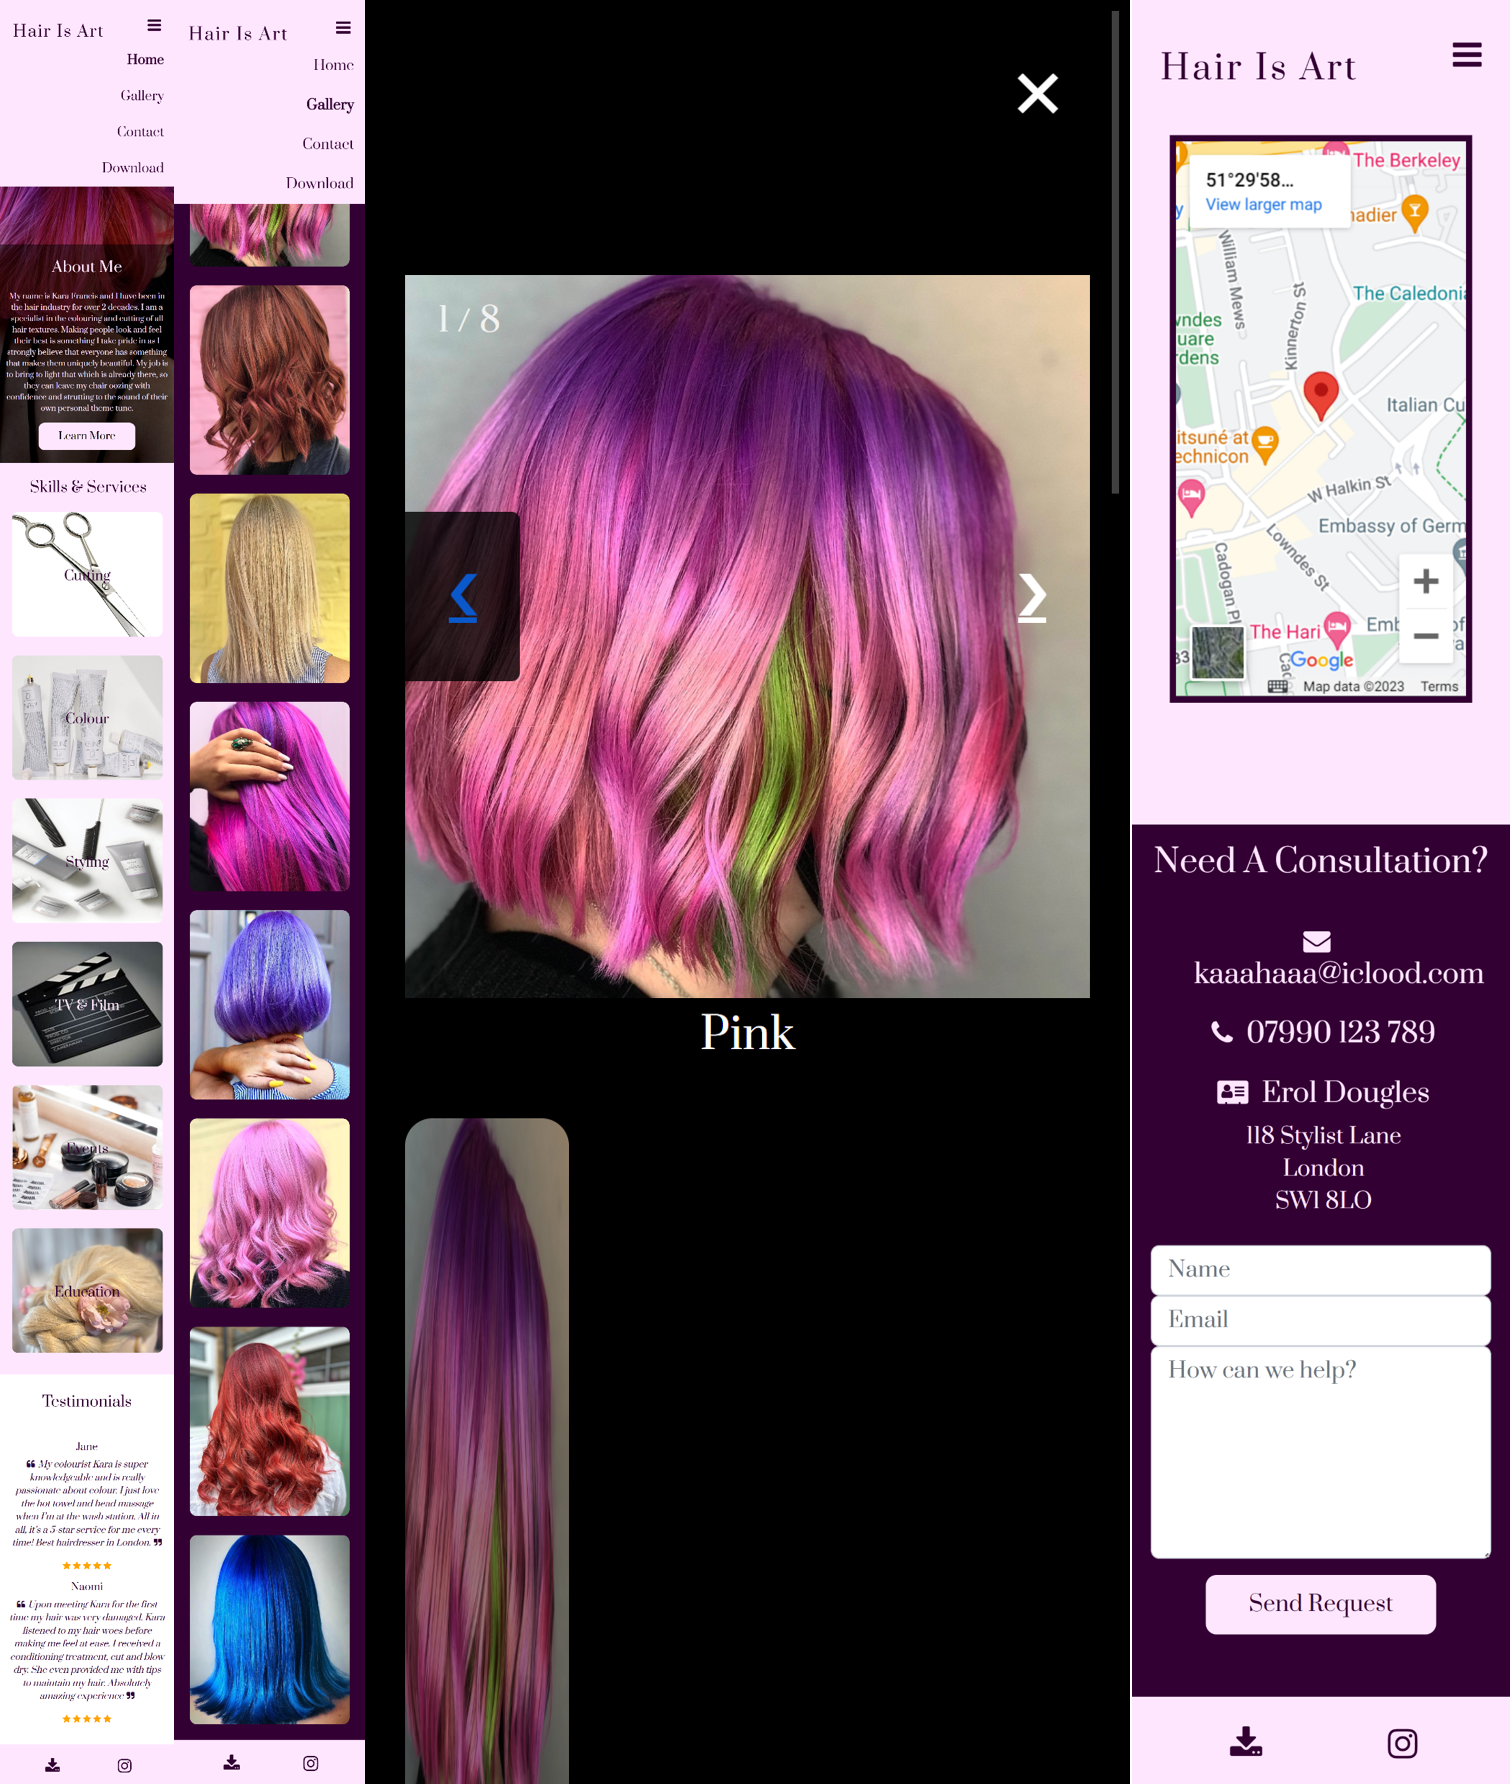 Hair Is Art
Home
Gallery
Contact
Download
About Me
My name is Kara Francis and I have been in
the hair industry for over 2 decades. I am a
specialist in the colouring and cutting of all
hair textures. Making people look and feel
their best is something I take pride in as I
strongly believe that everyone has something
that makes them uniquely beautiful. My job is
to bring to light that which is already there, so
they can leave my chair oozing with
confidence and strutting to the sound of their
own personal theme tune.
Learn More
Skills & Services
Cutting
Colour
Styling
TV & Film
Events
Education
Testimonials
Jane
❝ My colourist Kara is super
knowledgeable and is really
passionate about colour. I just love
the hot towel and head massage
when I'm at the wash station. All in
all, it's a 5-star service for me every
time! Best hairdresser in London. ❞
Naomi
❝ Upon meeting Kara for the first
time my hair was very damaged. Kara
listened to my hair woes before
making me feel at ease. I received a
conditioning treatment, cut and blow
dry. She even provided me with tips
to maintain my hair. Absolutely
amazing experience ❞
Hair Is Art
Home
Gallery
Contact
Download
1 / 8
Pink
Hair Is Art
The Berkeley
51°29'58...
View larger map
nadier
William Mews
Kinnerton St
The Caledonia
wndes
uare
rdens
Italian Cu
itsuné at
echnicon
W Halkin St
Embassy of Germ
Lowndes St
Cadogan Pl
The Hari
Emb
of
33
Cad
Google
Map data ©2023 Terms
Need A Consultation?
kaaahaaa@iclood.com
07990 123 789
Erol Dougles
118 Stylist Lane
London
SW1 8LO
Name
Email
How can we help?
Send Request